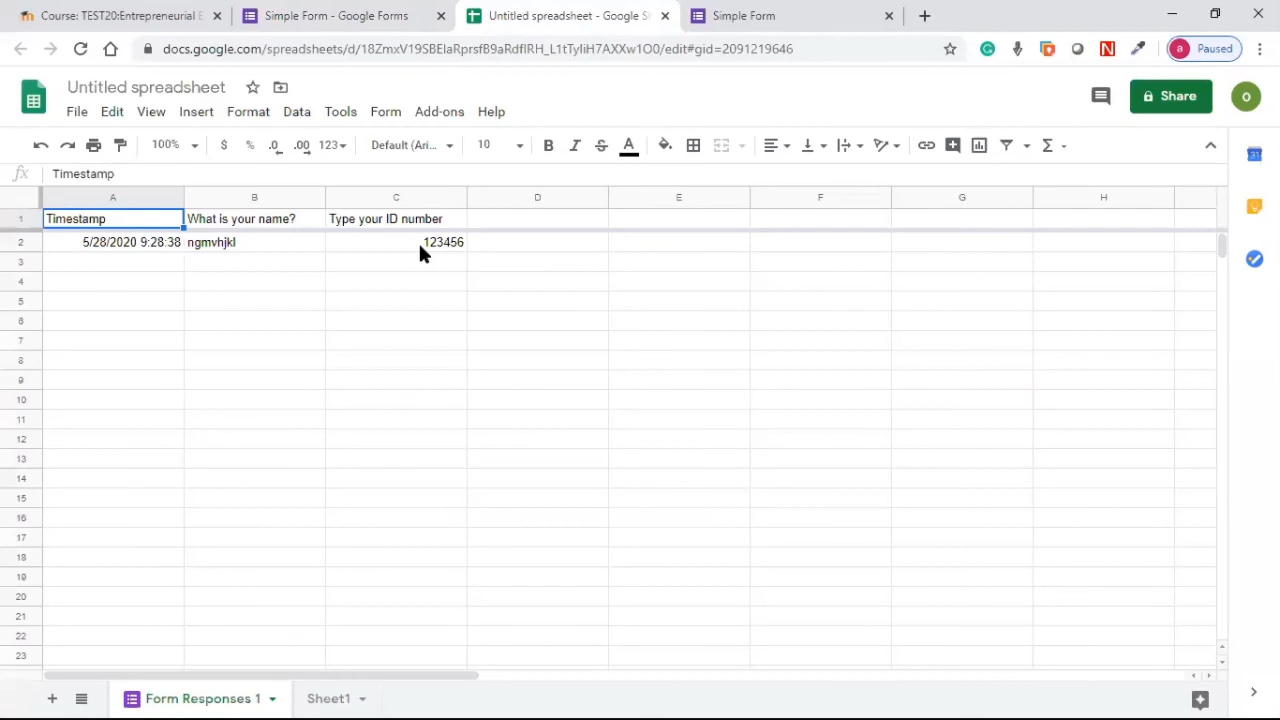 Course: TEST20:Entrepreneurial E
Simple Form - Google Forms
Untitled spreadsheet - Google S
Simple Form
docs.google.com/spreadsheets/d/18ZmxV19SBElaRprsfB9aRdflRH_L1tTyliH7AXXw1O0/edit#gid=2091219646
N
a
Paused
Untitled spreadsheet
File Edit View Insert Format Data Tools Form Add-ons Help
Share
o
100% $ % .0 .00 123 Default (Ari... 10 B I S A Σ
fx Timestamp
A B C D E F G H
1 Timestamp What is your name? Type your ID number
2 5/28/2020 9:28:38 ngmvhjkl 123456
3
4
5
6
7
8
9
10
11
12
13
14
15
16
17
18
19
20
21
22
23
31
Form Responses 1
Sheet1